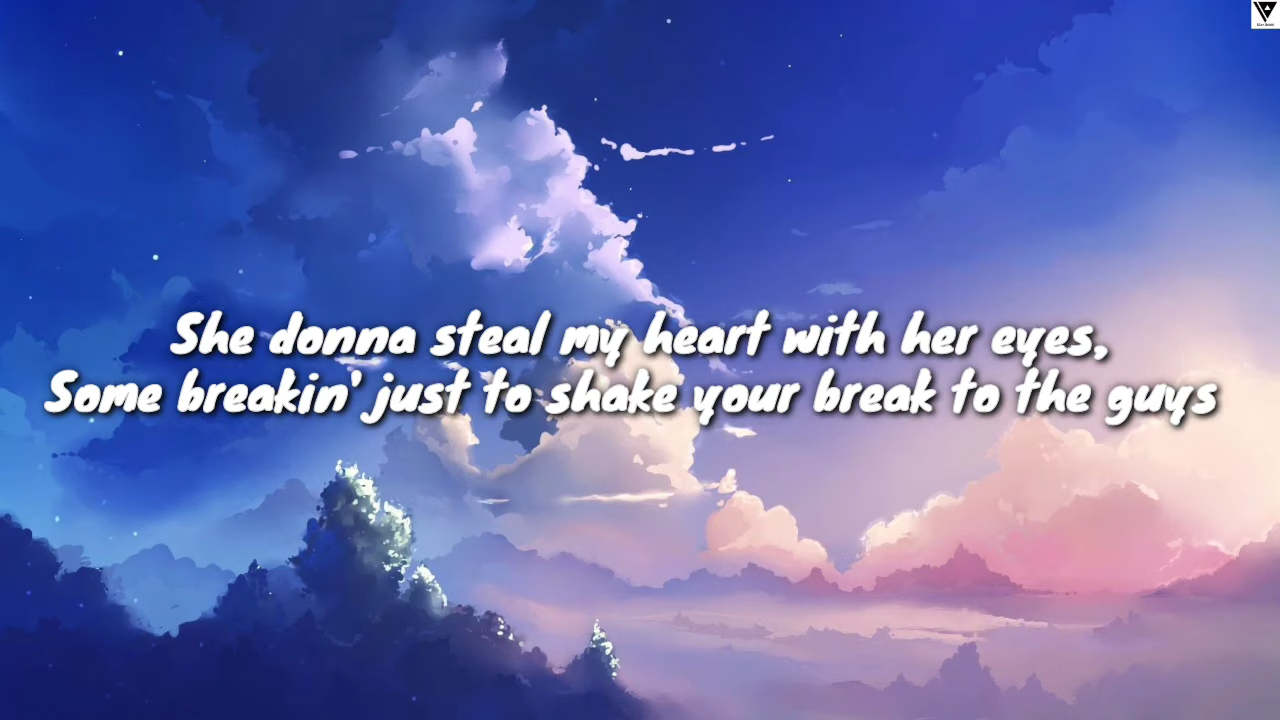 She donna steal my heart with her eyes,
Some breakin' just to shake your break to the guys